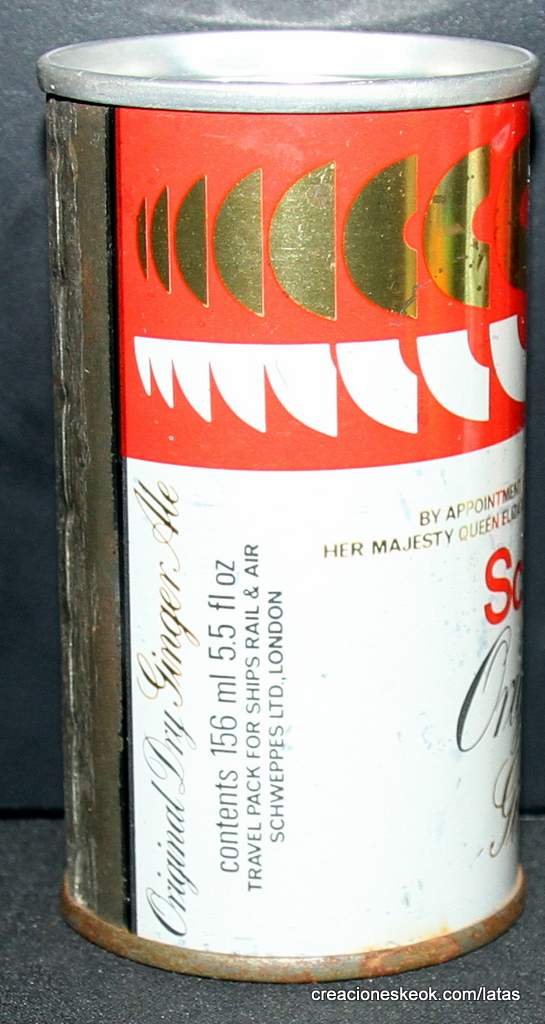 Original Dry Ginger Ale
contents 156 ml 5.5 fl oz
TRAVEL PACK FOR SHIPS RAIL & AIR
SCHWEPPES LTD., LONDON
BY APPOINTMENT
HER MAJESTY QUEEN
Sc
creacioneskeok.com/latas